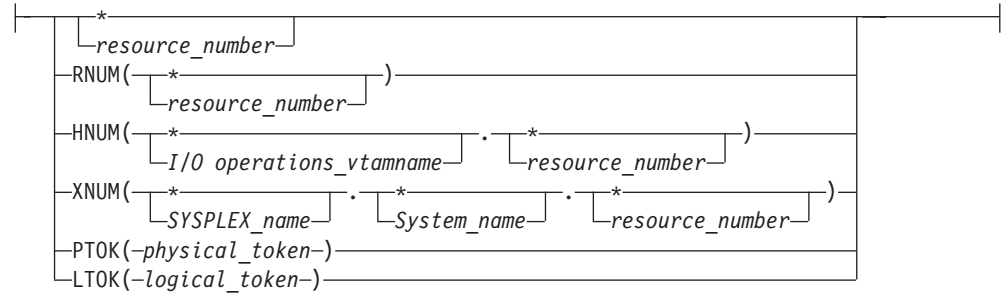 *
resource_number
RNUM( * )
resource_number
HNUM( * . * )
I/O operations_vtamname resource_number
XNUM( * . * . * )
SYSPLEX_name System_name resource_number
PTOK(physical_token)
LTOK(logical_token)